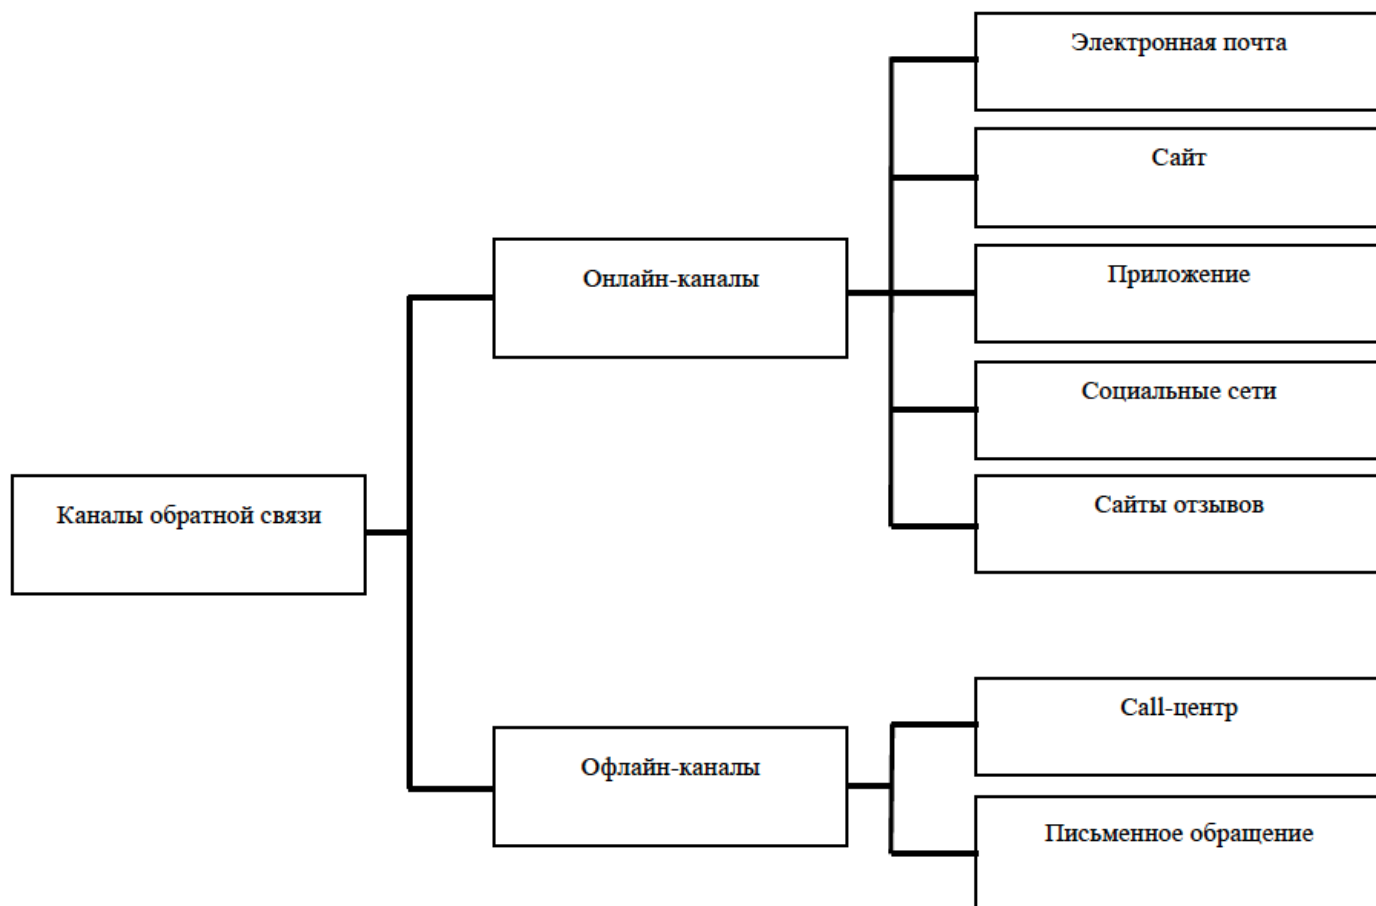 Каналы обратной связи
Онлайн-каналы
Электронная почта
Сайт
Приложение
Социальные сети
Сайты отзывов
Офлайн-каналы
Call-центр
Письменное обращение